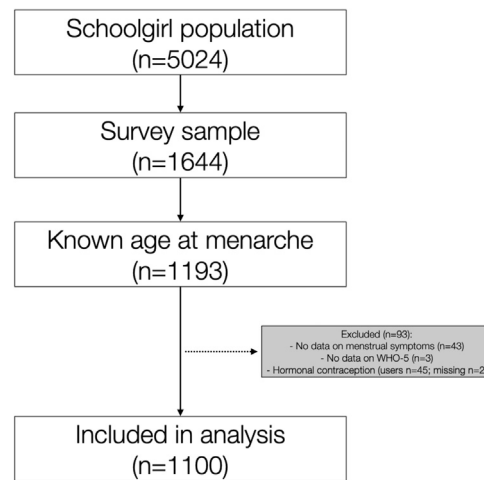 Schoolgirl population
(n=5024)
Survey sample
(n=1644)
Known age at menarche
(n=1193)
Excluded (n=93):
- No data on menstrual symptoms (n=43)
- No data on WHO-5 (n=3)
- Hormonal contraception (users n=45; missing n=2
Included in analysis
(n=1100)